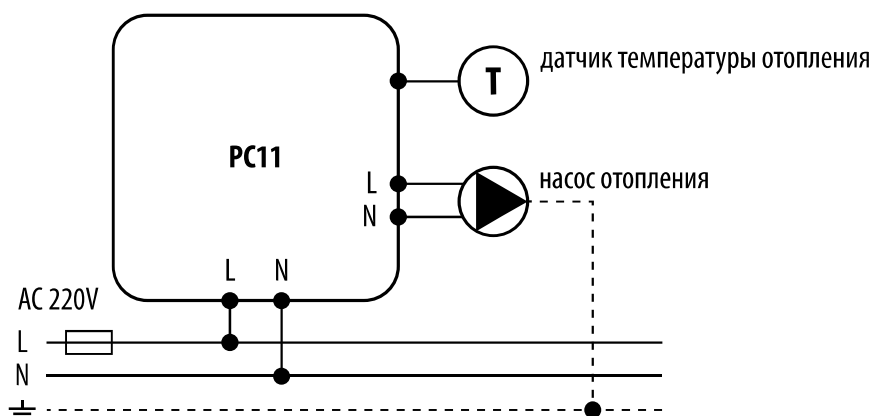 T
датчик температуры отопления
PC11
L
насос отопления
N
L N
AC 220V
L
N